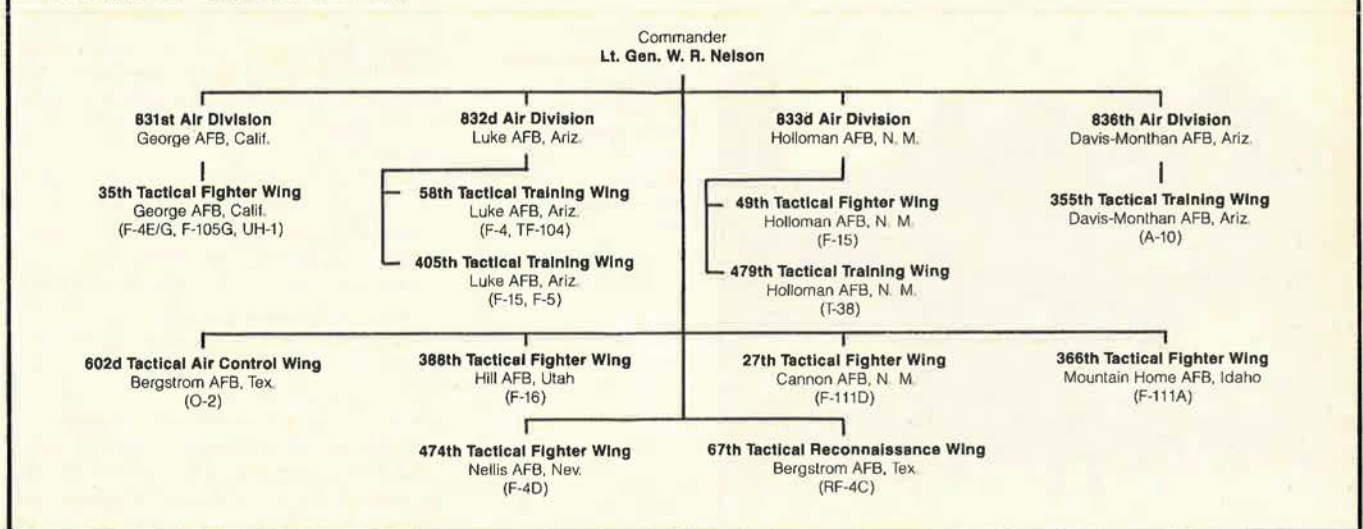 Commander
Lt. Gen. W. R. Nelson
831st Air Division
George AFB, Calif.
832d Air Division
Luke AFB, Ariz.
833d Air Division
Holloman AFB, N. M.
836th Air Division
Davis-Monthan AFB, Ariz.
35th Tactical Fighter Wing
George AFB, Calif.
(F-4E/G, F-105G, UH-1)
58th Tactical Training Wing
Luke AFB, Ariz.
(F-4, TF-104)
405th Tactical Training Wing
Luke AFB, Ariz.
(F-15, F-5)
49th Tactical Fighter Wing
Holloman AFB, N. M.
(F-15)
479th Tactical Training Wing
Holloman AFB, N. M.
(T-38)
355th Tactical Training Wing
Davis-Monthan AFB, Ariz.
(A-10)
602d Tactical Air Control Wing
Bergstrom AFB, Tex.
(O-2)
388th Tactical Fighter Wing
Hill AFB, Utah
(F-16)
27th Tactical Fighter Wing
Cannon AFB, N. M.
(F-111D)
366th Tactical Fighter Wing
Mountain Home AFB, Idaho
(F-111A)
474th Tactical Fighter Wing
Nellis AFB, Nev.
(F-4D)
67th Tactical Reconnaissance Wing
Bergstrom AFB, Tex.
(RF-4C)